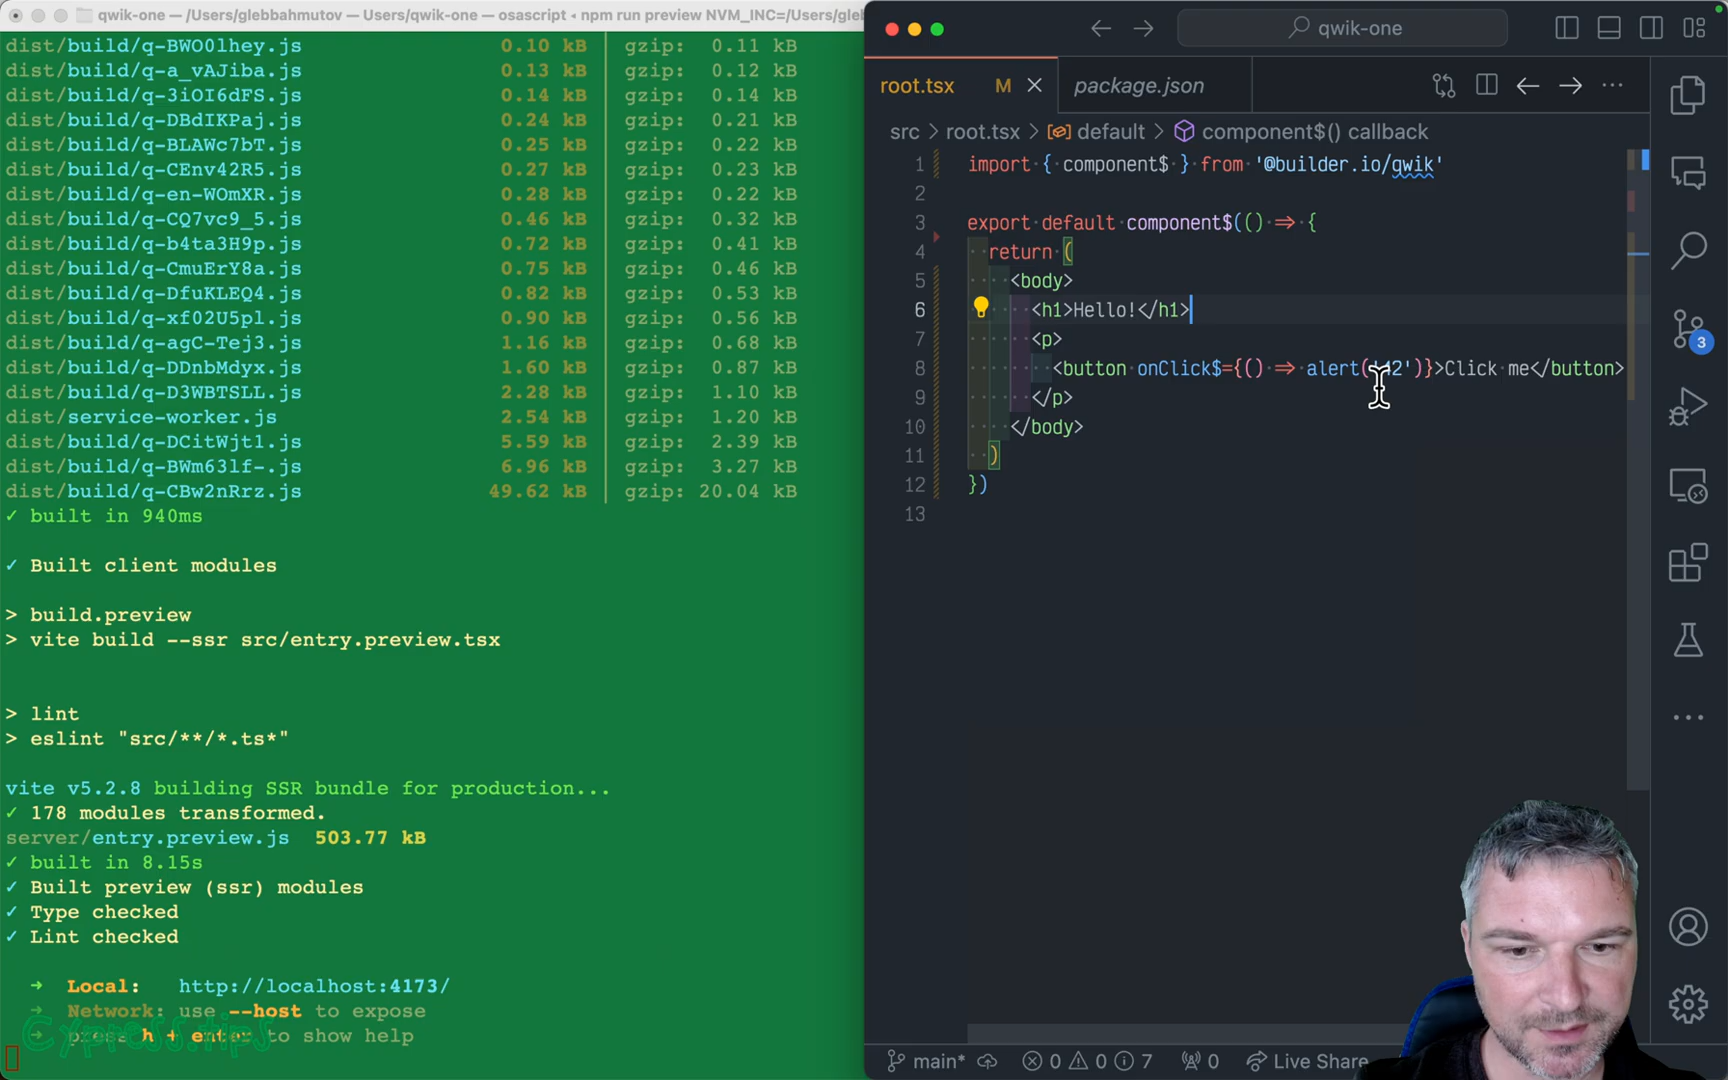 qwik-one — /Users/glebbahmutov — Users/qwik-one — osascript ◂ npm run preview NVM_INC=/Users/gleb
dist/build/q-BWO0lhey.js 0.10 kB │ gzip: 0.11 kB
dist/build/q-a_vAJiba.js 0.13 kB │ gzip: 0.12 kB
dist/build/q-3iOI6dFS.js 0.14 kB │ gzip: 0.14 kB
dist/build/q-DBdIKPaj.js 0.24 kB │ gzip: 0.21 kB
dist/build/q-BLAWc7bT.js 0.25 kB │ gzip: 0.22 kB
dist/build/q-CEnv42R5.js 0.27 kB │ gzip: 0.23 kB
dist/build/q-en-WOmXR.js 0.28 kB │ gzip: 0.22 kB
dist/build/q-CQ7vc9_5.js 0.46 kB │ gzip: 0.32 kB
dist/build/q-b4ta3H9p.js 0.72 kB │ gzip: 0.41 kB
dist/build/q-CmuErY8a.js 0.75 kB │ gzip: 0.46 kB
dist/build/q-DfuKLEQ4.js 0.82 kB │ gzip: 0.53 kB
dist/build/q-xf02U5pl.js 0.90 kB │ gzip: 0.56 kB
dist/build/q-agC-Tej3.js 1.16 kB │ gzip: 0.68 kB
dist/build/q-DDnbMdyx.js 1.60 kB │ gzip: 0.87 kB
dist/build/q-D3WBTSLL.js 2.28 kB │ gzip: 1.10 kB
dist/service-worker.js 2.54 kB │ gzip: 1.20 kB
dist/build/q-DCitWjt1.js 5.59 kB │ gzip: 2.39 kB
dist/build/q-BWm63lf-.js 6.96 kB │ gzip: 3.27 kB
dist/build/q-CBw2nRrz.js 49.62 kB │ gzip: 20.04 kB
✓ built in 940ms
✓ Built client modules
> build.preview
> vite build --ssr src/entry.preview.tsx
> lint
> eslint "src/**/*.ts*"
vite v5.2.8 building SSR bundle for production...
✓ 178 modules transformed.
server/entry.preview.js 503.77 kB
✓ built in 8.15s
✓ Built preview (ssr) modules
✓ Type checked
✓ Lint checked
➜ Local: http://localhost:4173/
➜ Network: use --host to expose
➜ press h + enter to show help
Cypress.tips
qwik-one
root.tsx M
package.json
src > root.tsx > default > component$() callback
1 import { component$ } from '@builder.io/qwik'
2
3 export default component$(() => {
4 return (
5 <body>
6 <h1>Hello!</h1>
7 <p>
8 <button onClick$={() => alert('42')}>Click me</button>
9 </p>
10 </body>
11 )
12 })
13
3
main* 0 0 7 0 Live Share